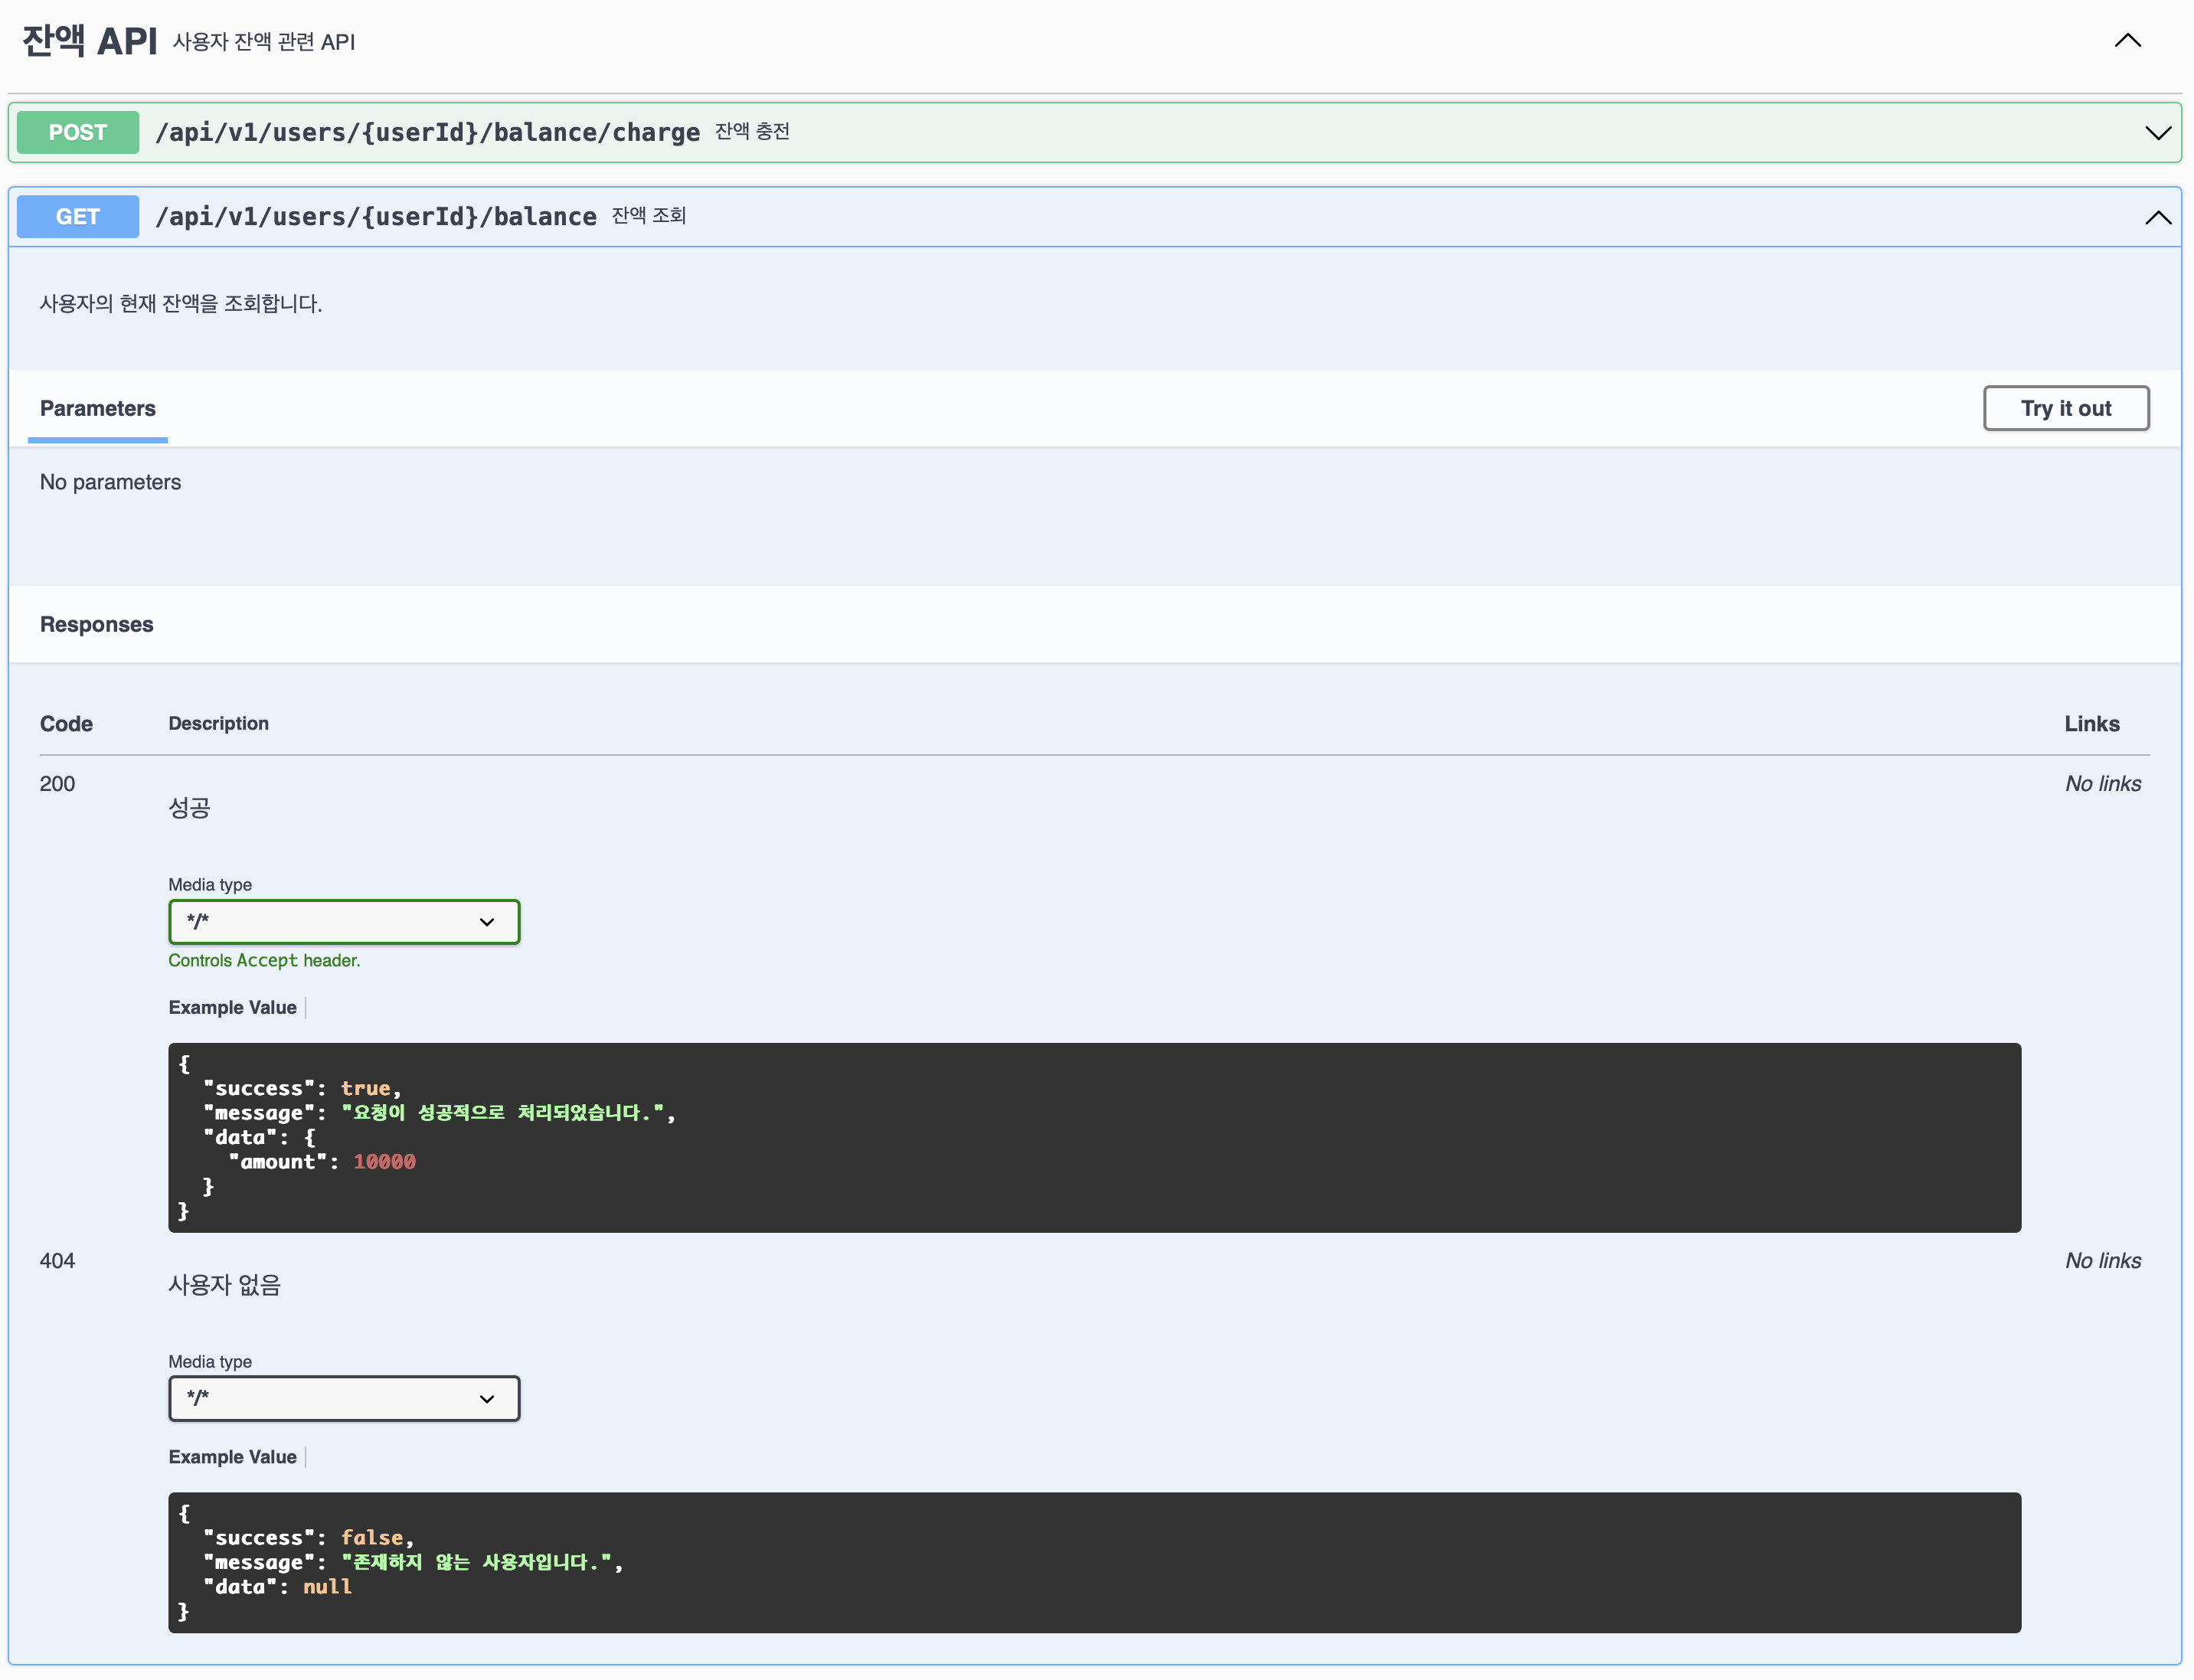 잔액 API 사용자 잔액 관련 API
POST /api/v1/users/{userId}/balance/charge 잔액 충전
GET /api/v1/users/{userId}/balance 잔액 조회
사용자의 현재 잔액을 조회합니다.
Parameters Try it out
No parameters
Responses
Code Description Links
200 No links
성공
Media type
*/*
Controls Accept header.
Example Value
{
  "success": true,
  "message": "요청이 성공적으로 처리되었습니다.",
  "data": {
    "amount": 10000
  }
}
404 No links
사용자 없음
Media type
*/*
Example Value
{
  "success": false,
  "message": "존재하지 않는 사용자입니다.",
  "data": null
}